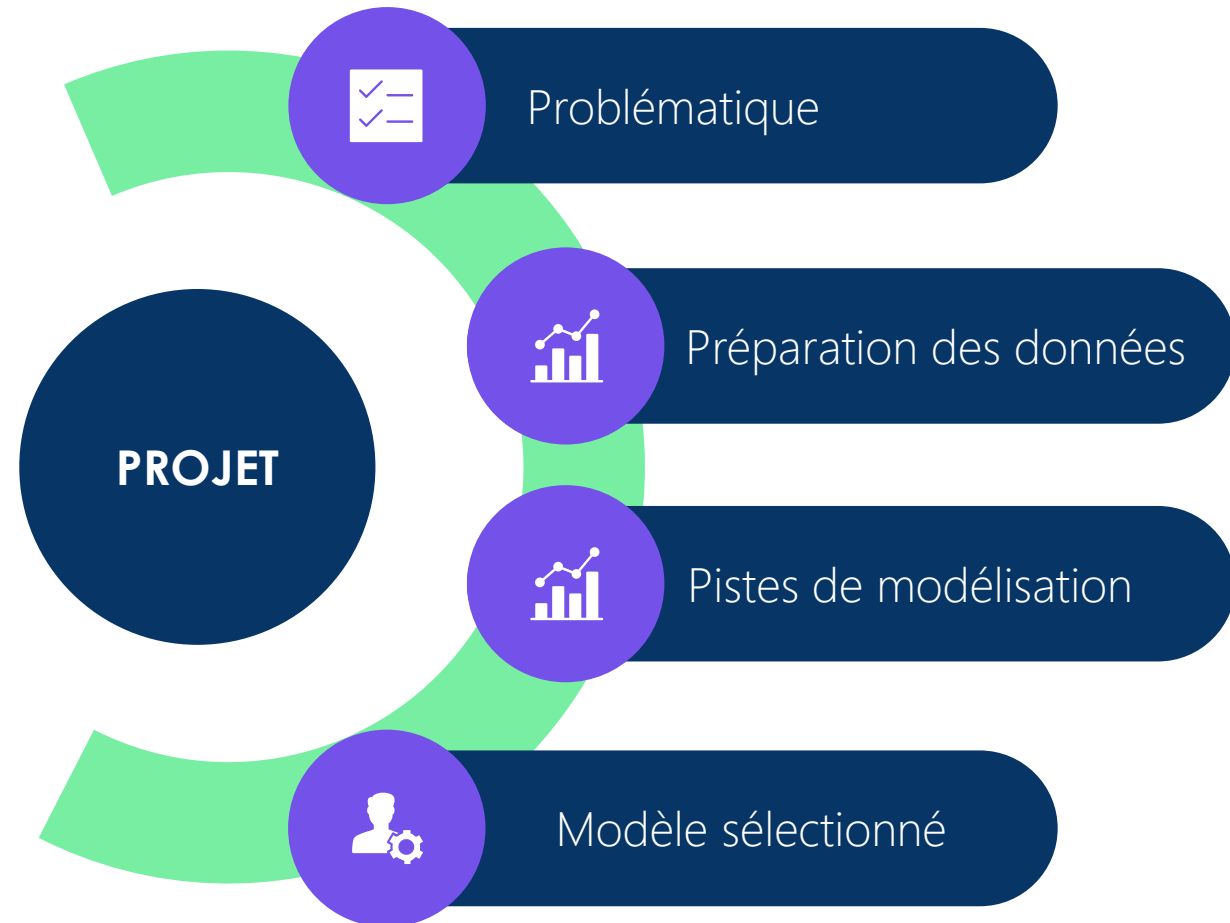 Problématique
Préparation des données
PROJET
Pistes de modélisation
Modèle sélectionné